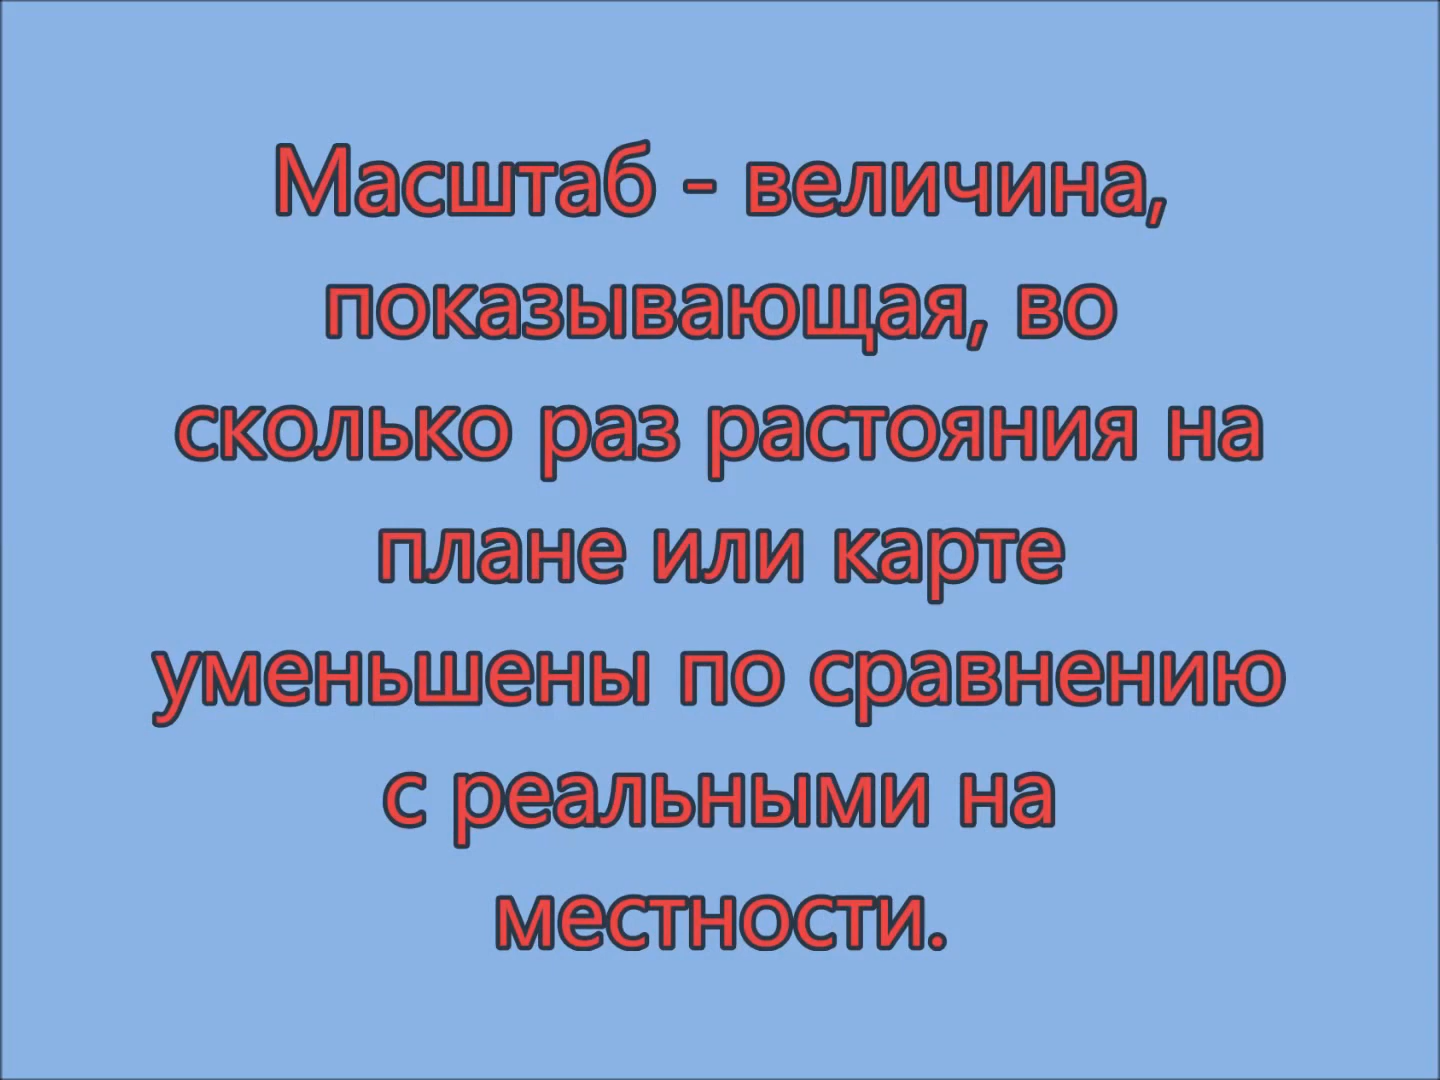 Масштаб - величина,
показывающая, во
сколько раз растояния на
плане или карте
уменьшены по сравнению
с реальными на
местности.